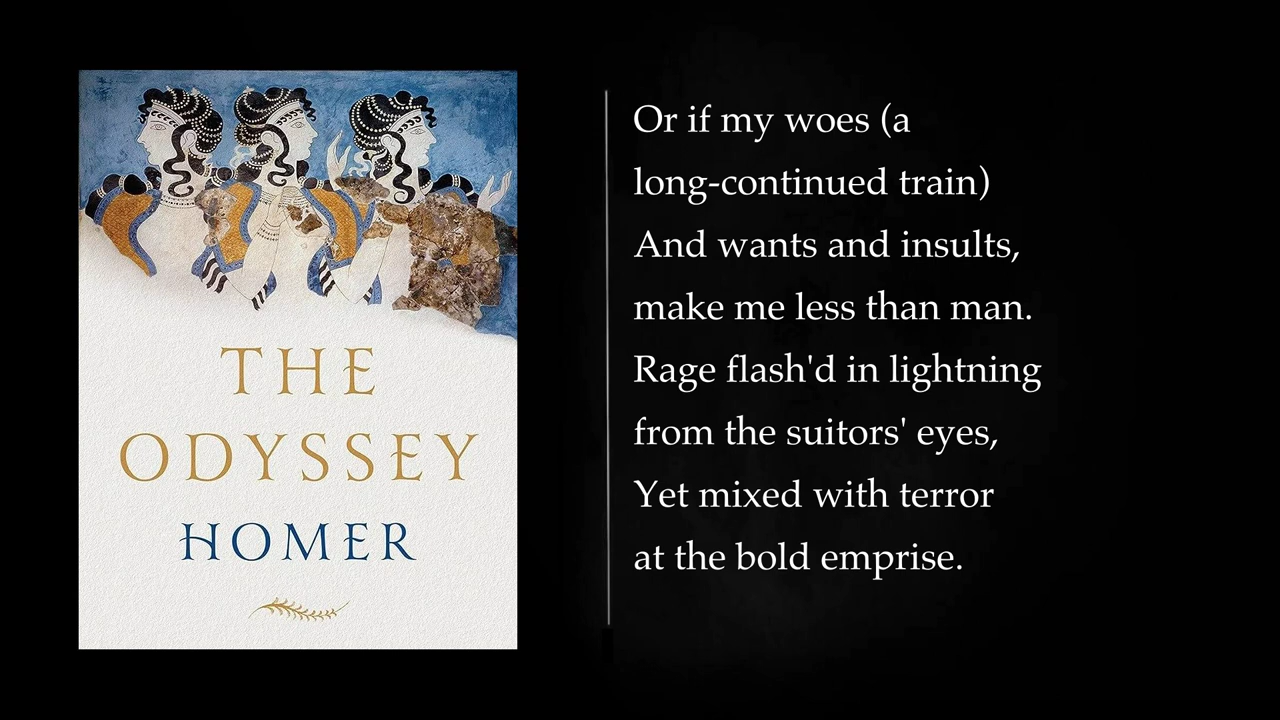 THE
ODYSSEY
HOMER
Or if my woes (a
long-continued train)
And wants and insults,
make me less than man.
Rage flash'd in lightning
from the suitors' eyes,
Yet mixed with terror
at the bold emprise.